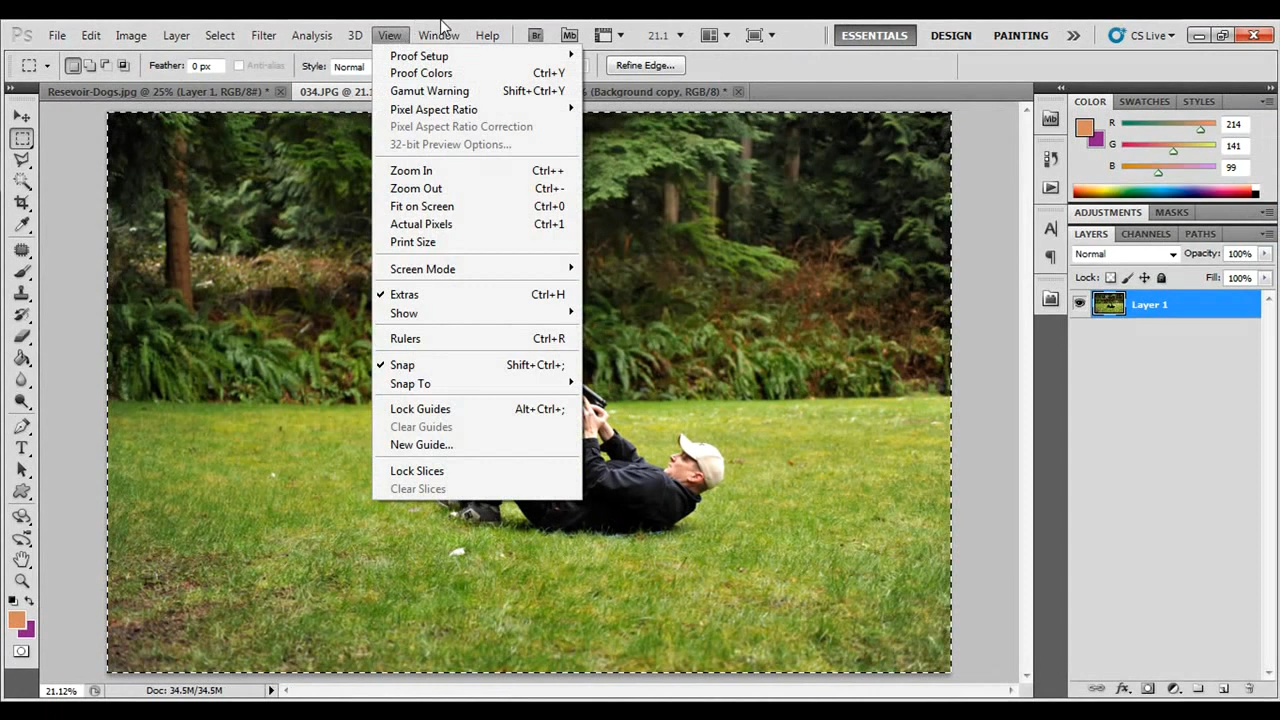 Ps File Edit Image Layer Select Filter Analysis 3D View Window Help Br Mb 21.1 ESSENTIALS DESIGN PAINTING CS Live
Feather: 0 px Anti-alias Style: Normal Refine Edge...
Resevoir-Dogs.jpg @ 25% (Layer 1, RGB/8#) * 034.JPG @ 21.1 % (Background copy, RGB/8) *
Proof Setup
Proof Colors Ctrl+Y
Gamut Warning Shift+Ctrl+Y
Pixel Aspect Ratio
Pixel Aspect Ratio Correction
32-bit Preview Options...
Zoom In Ctrl++
Zoom Out Ctrl+-
Fit on Screen Ctrl+0
Actual Pixels Ctrl+1
Print Size
Screen Mode
Extras Ctrl+H
Show
Rulers Ctrl+R
Snap Shift+Ctrl+;
Snap To
Lock Guides Alt+Ctrl+;
Clear Guides
New Guide...
Lock Slices
Clear Slices
Mb
COLOR SWATCHES STYLES
R 214
G 141
B 99
ADJUSTMENTS MASKS
LAYERS CHANNELS PATHS
Normal Opacity: 100%
Lock: Fill: 100%
Layer 1
21.12% Doc: 34.5M/34.5M